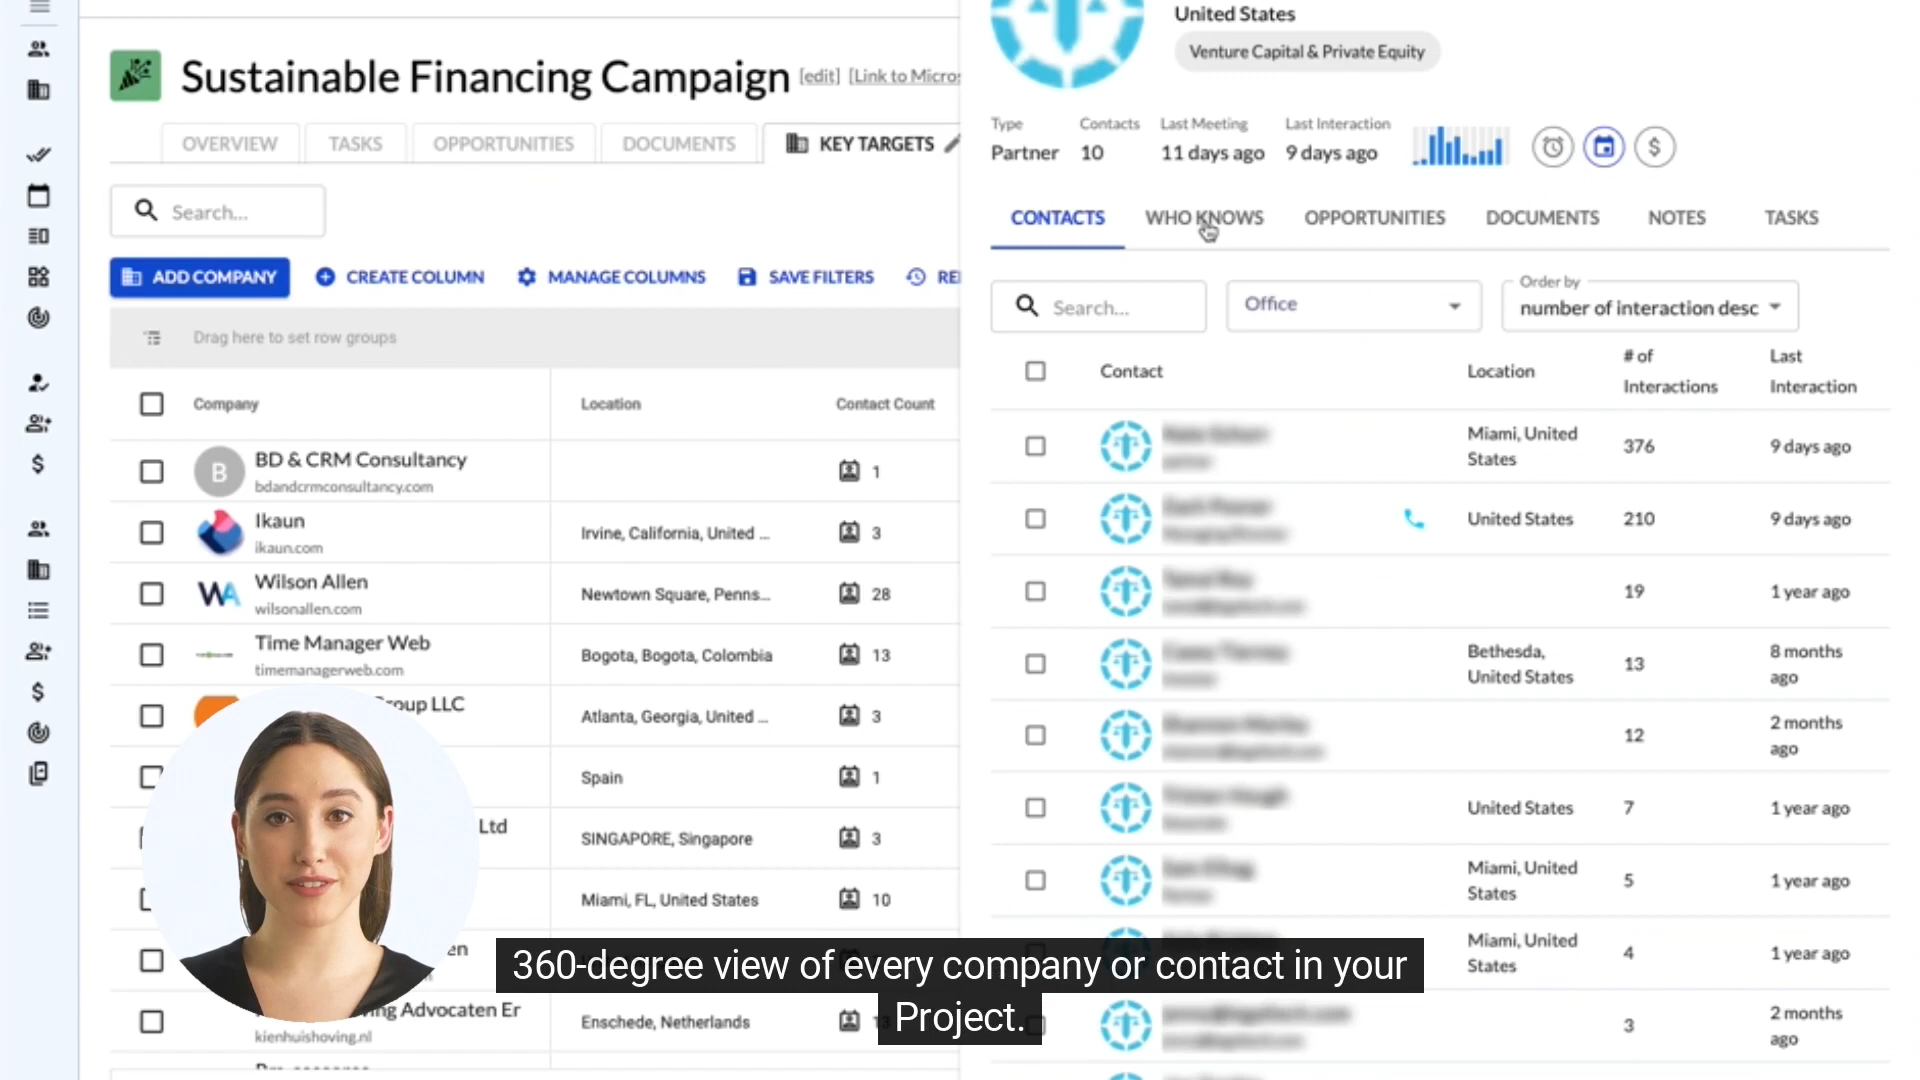 Sustainable Financing Campaign [edit] [Link to Micros
OVERVIEW
TASKS
OPPORTUNITIES
DOCUMENTS
KEY TARGETS
Search...
ADD COMPANY
CREATE COLUMN
MANAGE COLUMNS
SAVE FILTERS
Drag here to set row groups
Company Location Contact Count
BD & CRM Consultancy
bdandcrmconsultancy.com
1
Ikaun
ikaun.com
Irvine, California, United ...
3
Wilson Allen
wilsonallen.com
Newtown Square, Penns...
28
Time Manager Web
timemanagerweb.com
Bogota, Bogota, Colombia
13
LLC
Atlanta, Georgia, United ...
3
Spain
1
Ltd
SINGAPORE, Singapore
3
Miami, FL, United States
10
Advocaten Er
kienhuishoving.nl
Enschede, Netherlands
United States
Venture Capital & Private Equity
Type Contacts Last Meeting Last Interaction
Partner 10 11 days ago 9 days ago
CONTACTS
WHO KNOWS
OPPORTUNITIES
DOCUMENTS
NOTES
TASKS
Search...
Office
Order by
number of interaction desc
Contact
Location
# of
Interactions
Last
Interaction
Miami, United
States
376
9 days ago
United States
210
9 days ago
19
1 year ago
Bethesda,
United States
13
8 months
ago
12
2 months
ago
United States
7
1 year ago
Miami, United
States
5
1 year ago
Miami, United
States
4
1 year ago
3
2 months
ago
360-degree view of every company or contact in your
Project.